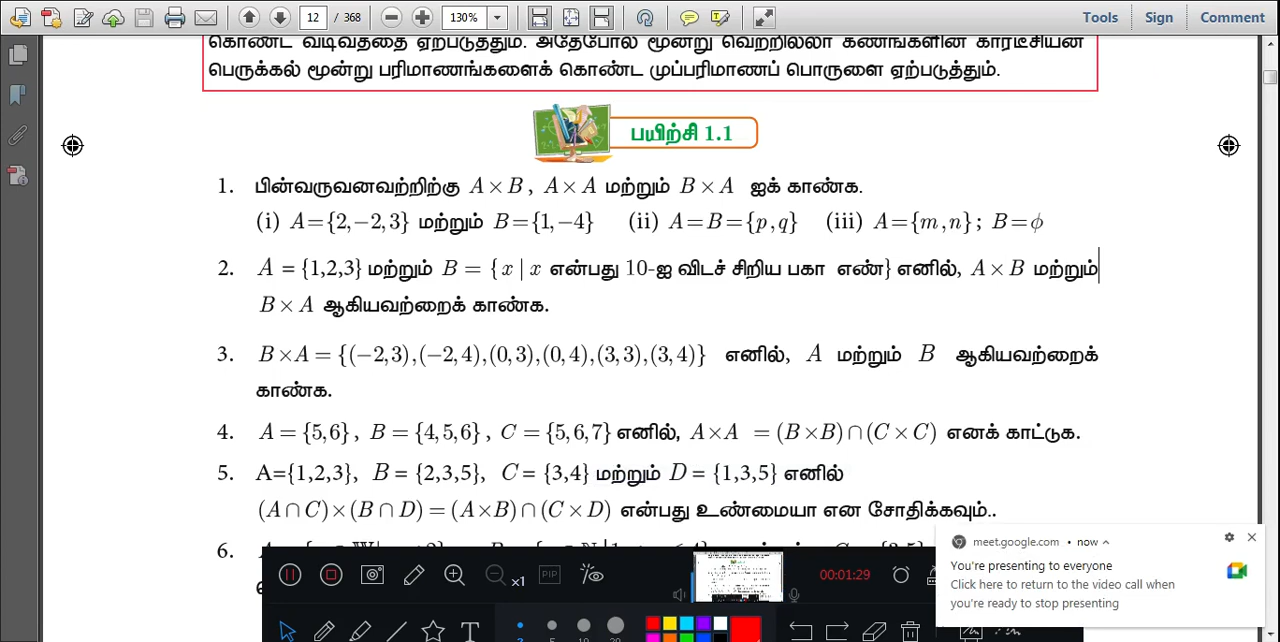 12 / 368
130%
Tools Sign Comment
கொண்ட வடிவத்தை ஏற்படுத்தும். அதேபோல் மூன்று வெற்றில்லா கணங்களின் கார்டீசியன்
பெருக்கல் மூன்று பரிமாணங்களைக் கொண்ட முப்பரிமாணப் பொருளை ஏற்படுத்தும்.
பயிற்சி 1.1
1. பின்வருவனவற்றிற்கு A×B , A×A மற்றும் B×A ஐக் காண்க.
(i) A={2,−2,3} மற்றும் B={1,−4} (ii) A=B={p,q} (iii) A={m,n} ; B=ϕ
2. A = {1,2,3} மற்றும் B = {x | x என்பது 10-ஐ விடச் சிறிய பகா எண்} எனில், A×B மற்றும்
B×A ஆகியவற்றைக் காண்க.
3. B×A = {(−2,3),(−2,4),(0,3),(0,4),(3,3),(3,4)} எனில், A மற்றும் B ஆகியவற்றைக்
காண்க.
4. A = {5,6} , B = {4,5,6} , C = {5,6,7} எனில், A×A = (B×B)∩(C×C) எனக் காட்டுக.
5. A={1,2,3}, B = {2,3,5}, C = {3,4} மற்றும் D = {1,3,5} எனில்
(A∩C)×(B∩D) = (A×B)∩(C×D) என்பது உண்மையா என சோதிக்கவும்..
6.
meet.google.com • now
You're presenting to everyone
Click here to return to the video call when
you're ready to stop presenting
x1 PIP 00:01:29
T